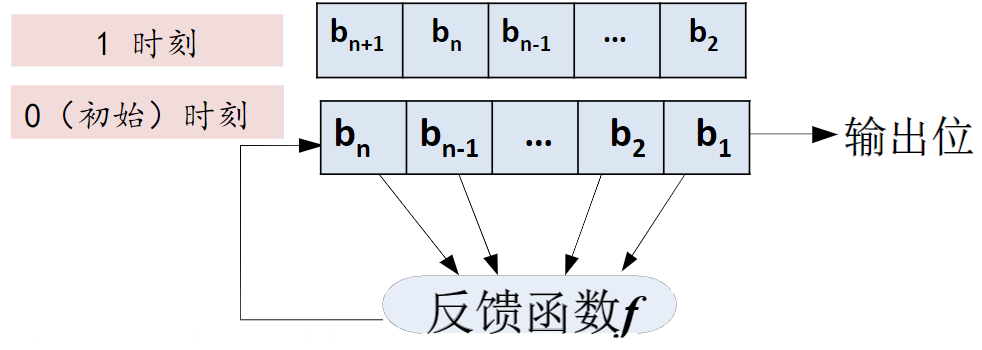 1 时刻
b_{n+1} b_n b_{n-1} ... b_2
0（初始）时刻
b_n b_{n-1} ... b_2 b_1
输出位
反馈函数f